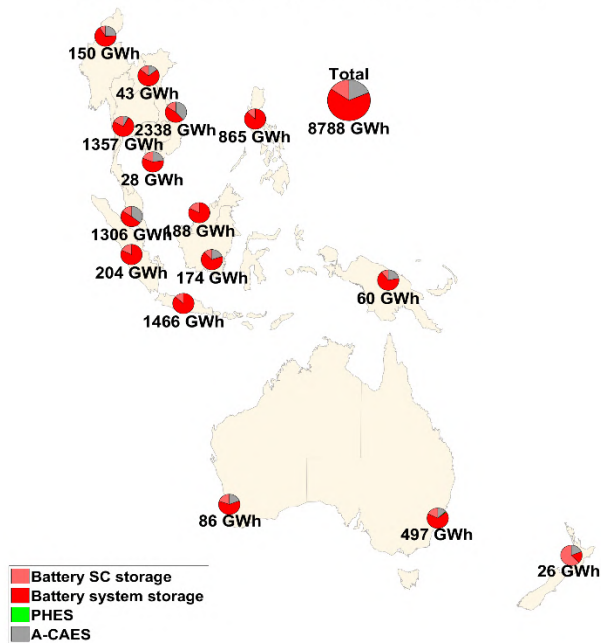 150 GWh
43 GWh
Total
8788 GWh
2338 GWh
865 GWh
1357 GWh
28 GWh
188 GWh
1306 GWh
204 GWh
174 GWh
60 GWh
1466 GWh
86 GWh
497 GWh
26 GWh
Battery SC storage
Battery system storage
PHES
A-CAES